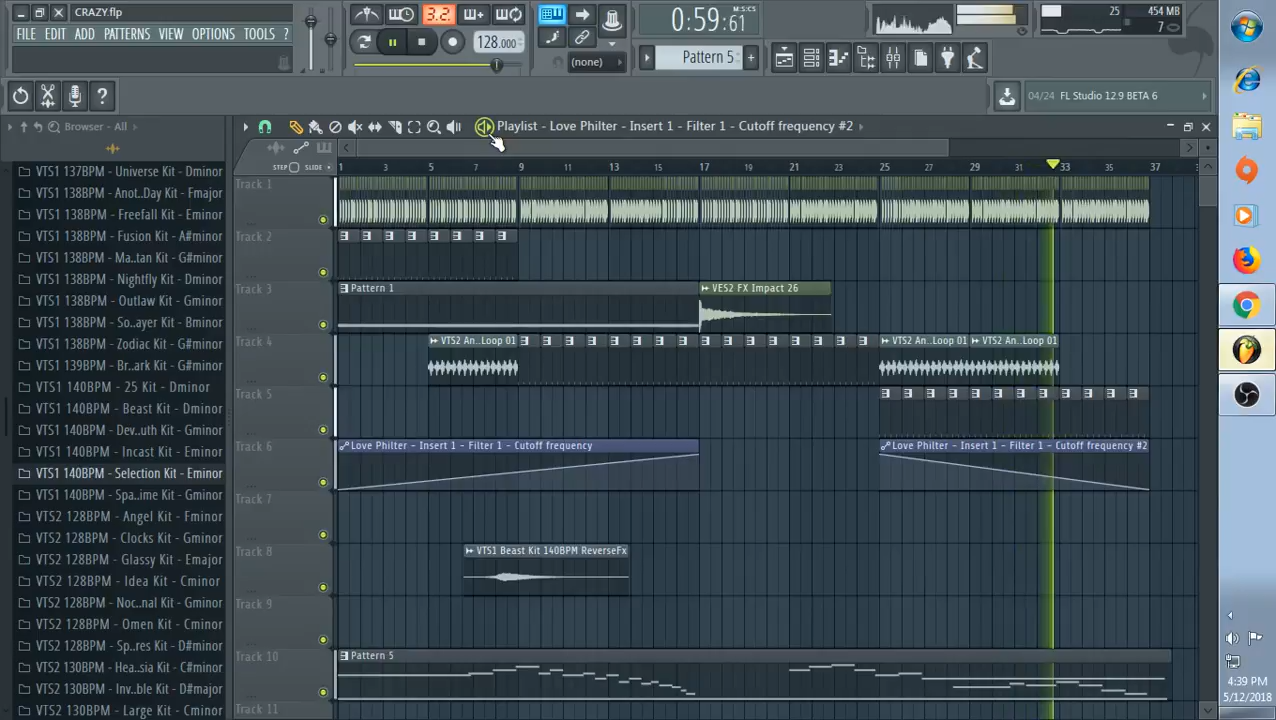 CRAZY.flp
FILE EDIT ADD PATTERNS VIEW OPTIONS TOOLS ?
3.2.
128.000
(none)
0:59:61
M:S:CS
Pattern 5
25
454 MB
7
04/24 FL Studio 12.9 BETA 6
Browser - All
VTS1 137BPM - Universe Kit - Dminor
VTS1 138BPM - Anot..Day Kit - Fmajor
VTS1 138BPM - Freefall Kit - Eminor
VTS1 138BPM - Fusion Kit - A#minor
VTS1 138BPM - Ma..tan Kit - G#minor
VTS1 138BPM - Nightfly Kit - Dminor
VTS1 138BPM - Outlaw Kit - Gminor
VTS1 138BPM - So...ayer Kit - Bminor
VTS1 138BPM - Zodiac Kit - Fminor
VTS1 139BPM - Br..ark Kit - G#minor
VTS1 140BPM - 25 Kit - Dminor
VTS1 140BPM - Beast Kit - Dminor
VTS1 140BPM - Dev..uth Kit - Gminor
VTS1 140BPM - Incast Kit - Eminor
VTS1 140BPM - Selection Kit - Eminor
VTS1 140BPM - Spa..ime Kit - Gminor
VTS2 128BPM - Angel Kit - Fminor
VTS2 128BPM - Clocks Kit - Gminor
VTS2 128BPM - Glassy Kit - Emajor
VTS2 128BPM - Idea Kit - Cminor
VTS2 128BPM - Noc...nal Kit - Gminor
VTS2 128BPM - Omen Kit - Cminor
VTS2 128BPM - Sp...res Kit - D#minor
VTS2 130BPM - Hea...sia Kit - C#minor
VTS2 130BPM - Inv...ble Kit - D#major
VTS2 130BPM - Large Kit - C#minor
Playlist - Love Philter - Insert 1 - Filter 1 - Cutoff frequency #2
STEP SLIDE
1 5 7 9 11 13 15 17 19 21 23 25 27 29 31 33 35 37
Track 1
Track 2
Track 3
Pattern 1
VES2 FX Impact 26
Track 4
VTS2 An..Loop 01
VTS2 An..Loop 01
VTS2 An..Loop 01
Track 5
Track 6
Love Philter - Insert 1 - Filter 1 - Cutoff frequency
Love Philter - Insert 1 - Filter 1 - Cutoff frequency #2
Track 7
Track 8
VTS1 Beast Kit 140BPM ReverseFx
Track 9
Track 10
Pattern 5
Track 11
4:39 PM
5/12/2018